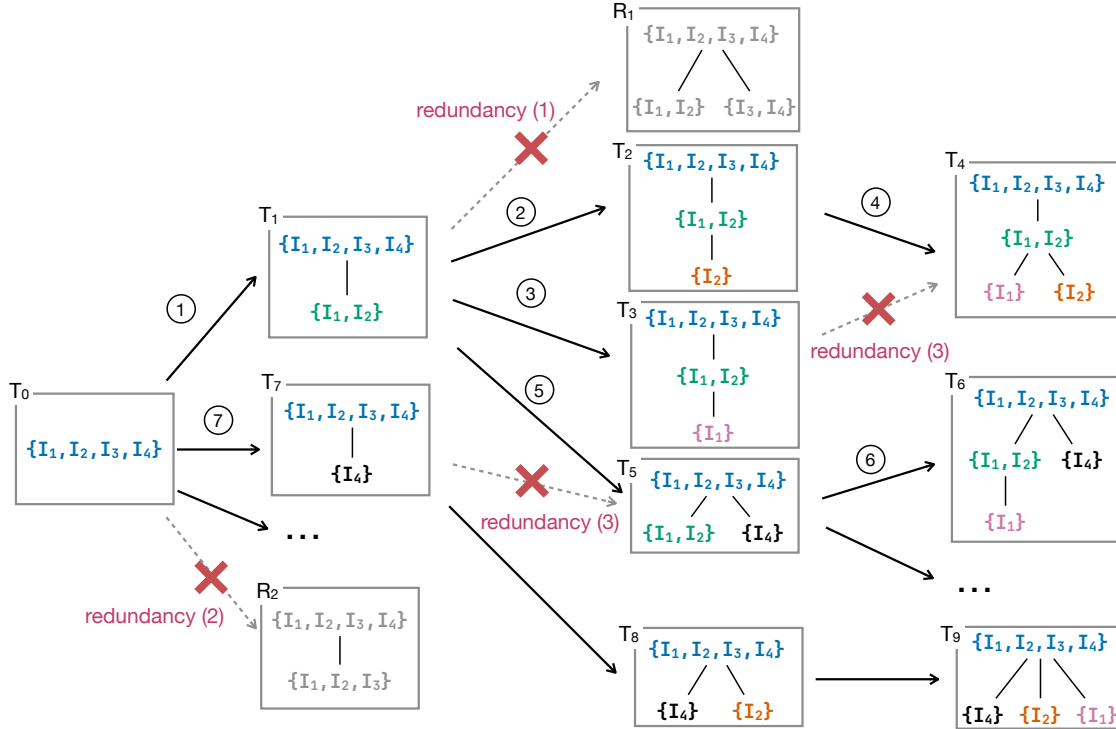 R₁
{I₁,I₂,I₃,I₄}
{I₁,I₂} {I₃,I₄}
redundancy (1)
T₂
{I₁,I₂,I₃,I₄}
{I₁,I₂}
{I₂}
②
④
T₄
{I₁,I₂,I₃,I₄}
{I₁,I₂}
{I₁} {I₂}
T₁
{I₁,I₂,I₃,I₄}
{I₁,I₂}
①
③
T₃
{I₁,I₂,I₃,I₄}
{I₁,I₂}
{I₁}
redundancy (3)
T₀
{I₁,I₂,I₃,I₄}
⑦
T₇
{I₁,I₂,I₃,I₄}
{I₄}
⑤
redundancy (3)
T₅
{I₁,I₂,I₃,I₄}
{I₁,I₂} {I₄}
⑥
T₆
{I₁,I₂,I₃,I₄}
{I₁,I₂} {I₄}
{I₁}
...
...
redundancy (2)
R₂
{I₁,I₂,I₃,I₄}
{I₁,I₂,I₃}
T₈
{I₁,I₂,I₃,I₄}
{I₄} {I₂}
T₉
{I₁,I₂,I₃,I₄}
{I₄} {I₂} {I₁}